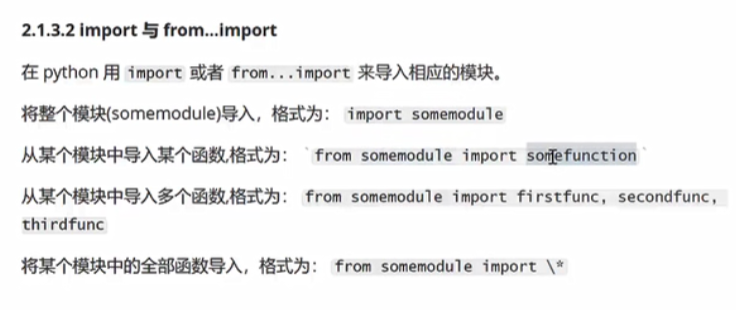 2.1.3.2 import 与 from...import
在 python 用 import 或者 from...import 来导入相应的模块。
将整个模块(somemodule)导入，格式为： import somemodule
从某个模块中导入某个函数,格式为： `from somemodule import somefunction`
从某个模块中导入多个函数,格式为： from somemodule import firstfunc, secondfunc,
thirdfunc
将某个模块中的全部函数导入，格式为： from somemodule import \*